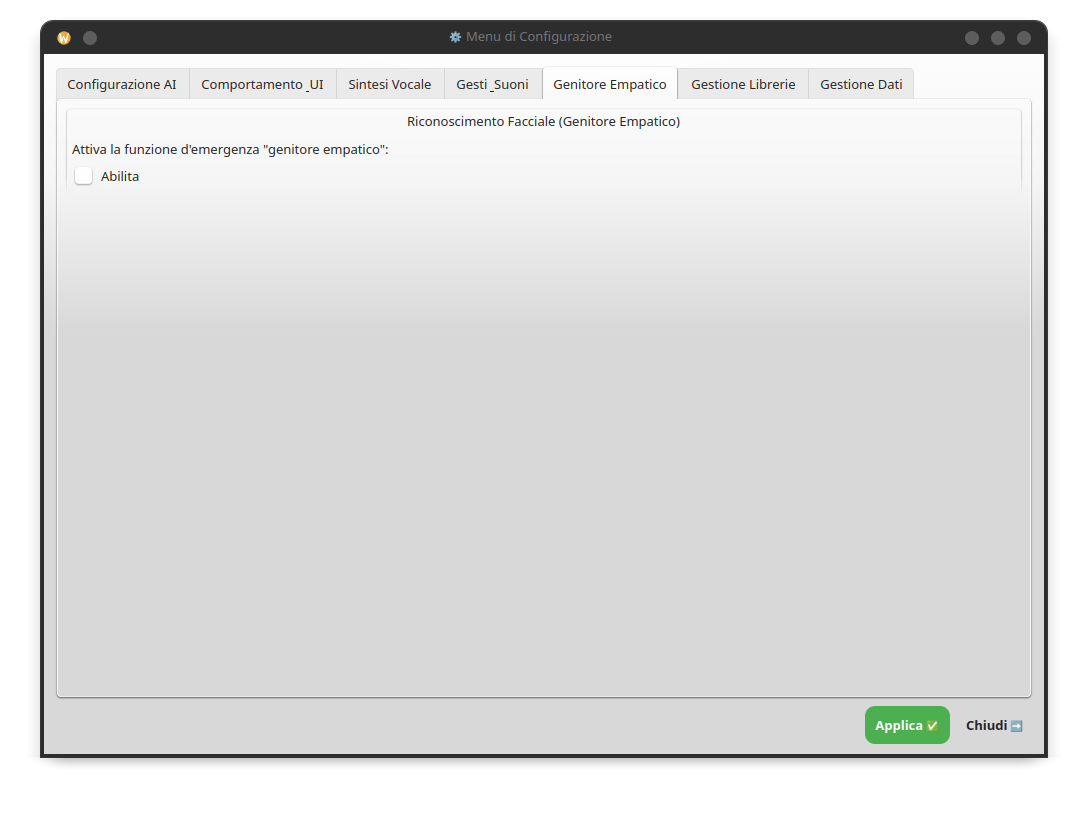 ⚙️ Menu di Configurazione
Configurazione AI Comportamento _UI Sintesi Vocale Gesti _Suoni Genitore Empatico Gestione Librerie Gestione Dati
Riconoscimento Facciale (Genitore Empatico)
Attiva la funzione d'emergenza "genitore empatico":
Abilita
Applica ✅ Chiudi ➡️